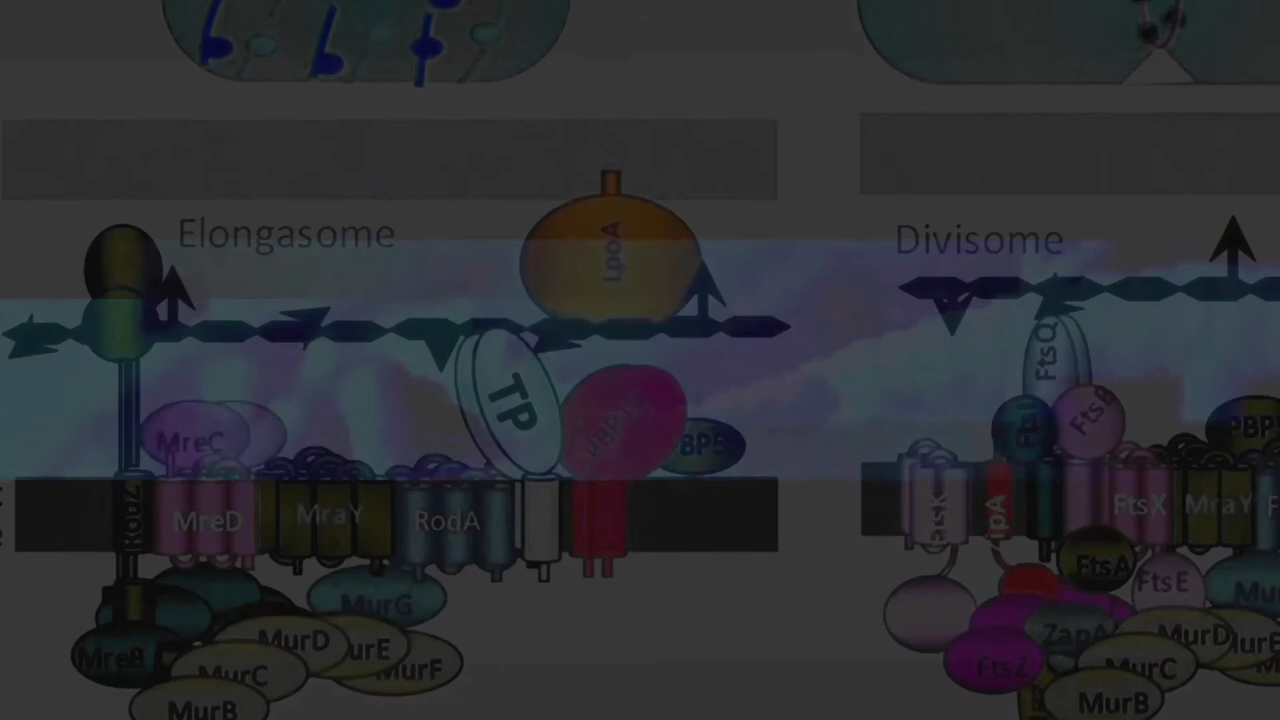 Elongasome
LpoA
Divisome
FtsQ
TP
FtsB
MreC
PBP5
RodZ
MreD
MraY
RodA
FtsX
MraY
FtsA
FtsE
MurG
ZapA
MurD
MurD
MreB
MurC
MurF
FtsZ
MurC
MurB
MurB